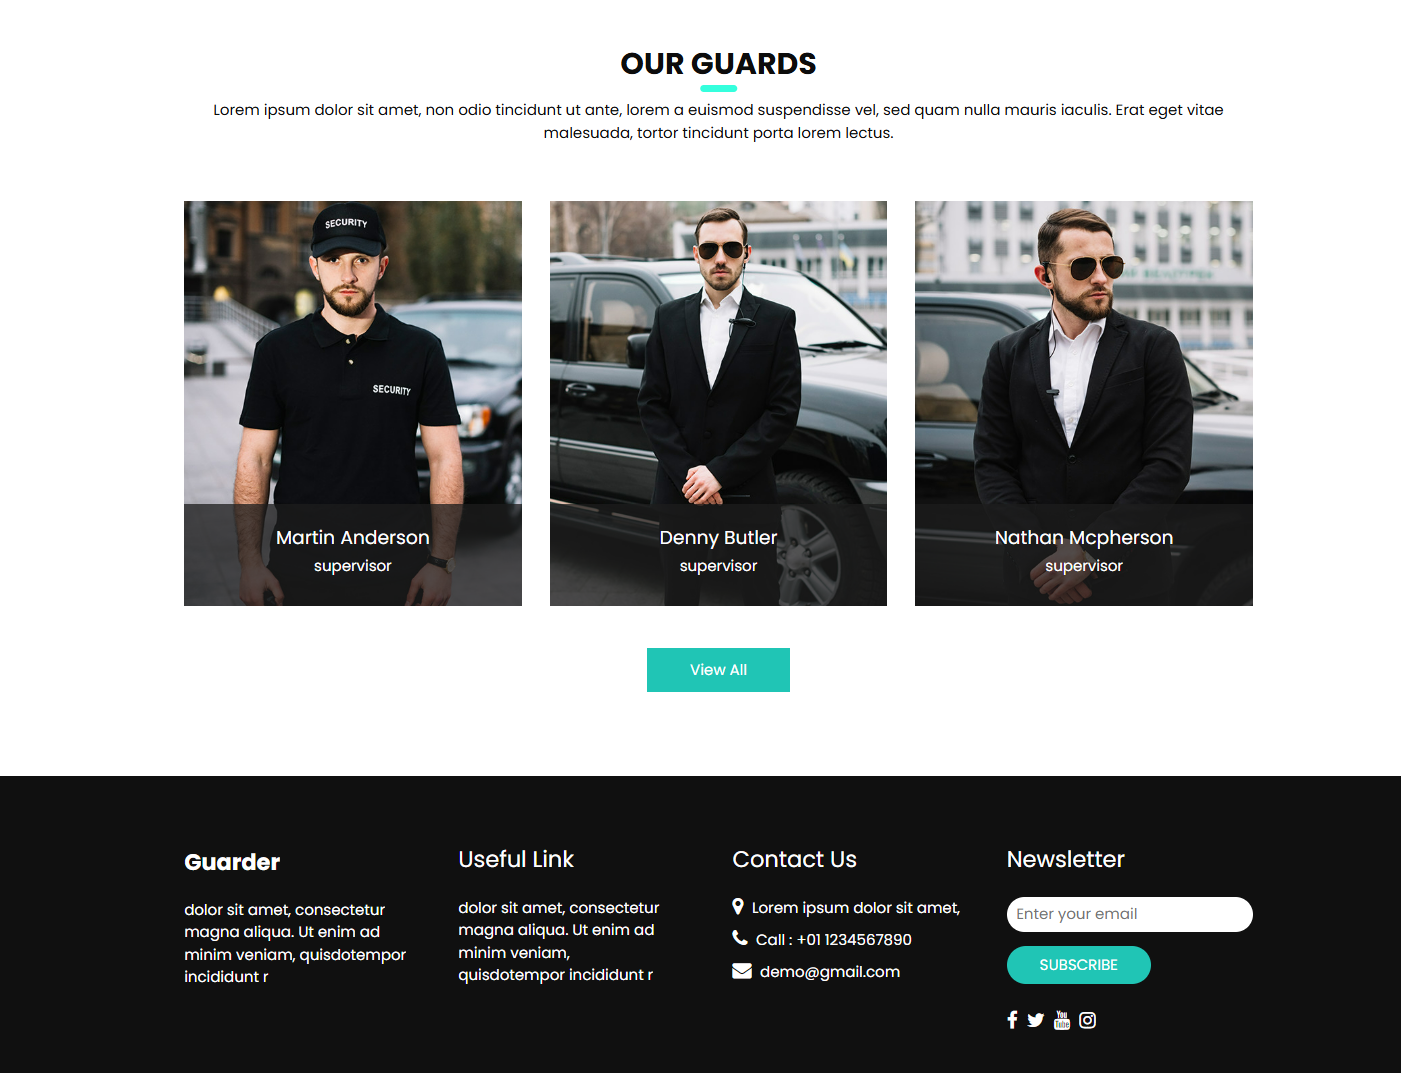 OUR GUARDS
Lorem ipsum dolor sit amet, non odio tincidunt ut ante, lorem a euismod suspendisse vel, sed quam nulla mauris iaculis. Erat eget vitae
malesuada, tortor tincidunt porta lorem lectus.
SECURITY
SECURITY
Martin Anderson
supervisor
Denny Butler
supervisor
Nathan Mcpherson
supervisor
View All
Guarder
dolor sit amet, consectetur
magna aliqua. Ut enim ad
minim veniam, quisdotempor
incididunt r
Useful Link
dolor sit amet, consectetur
magna aliqua. Ut enim ad
minim veniam,
quisdotempor incididunt r
Contact Us
Lorem ipsum dolor sit amet,
Call : +01 1234567890
demo@gmail.com
Newsletter
Enter your email
SUBSCRIBE
You
Tube